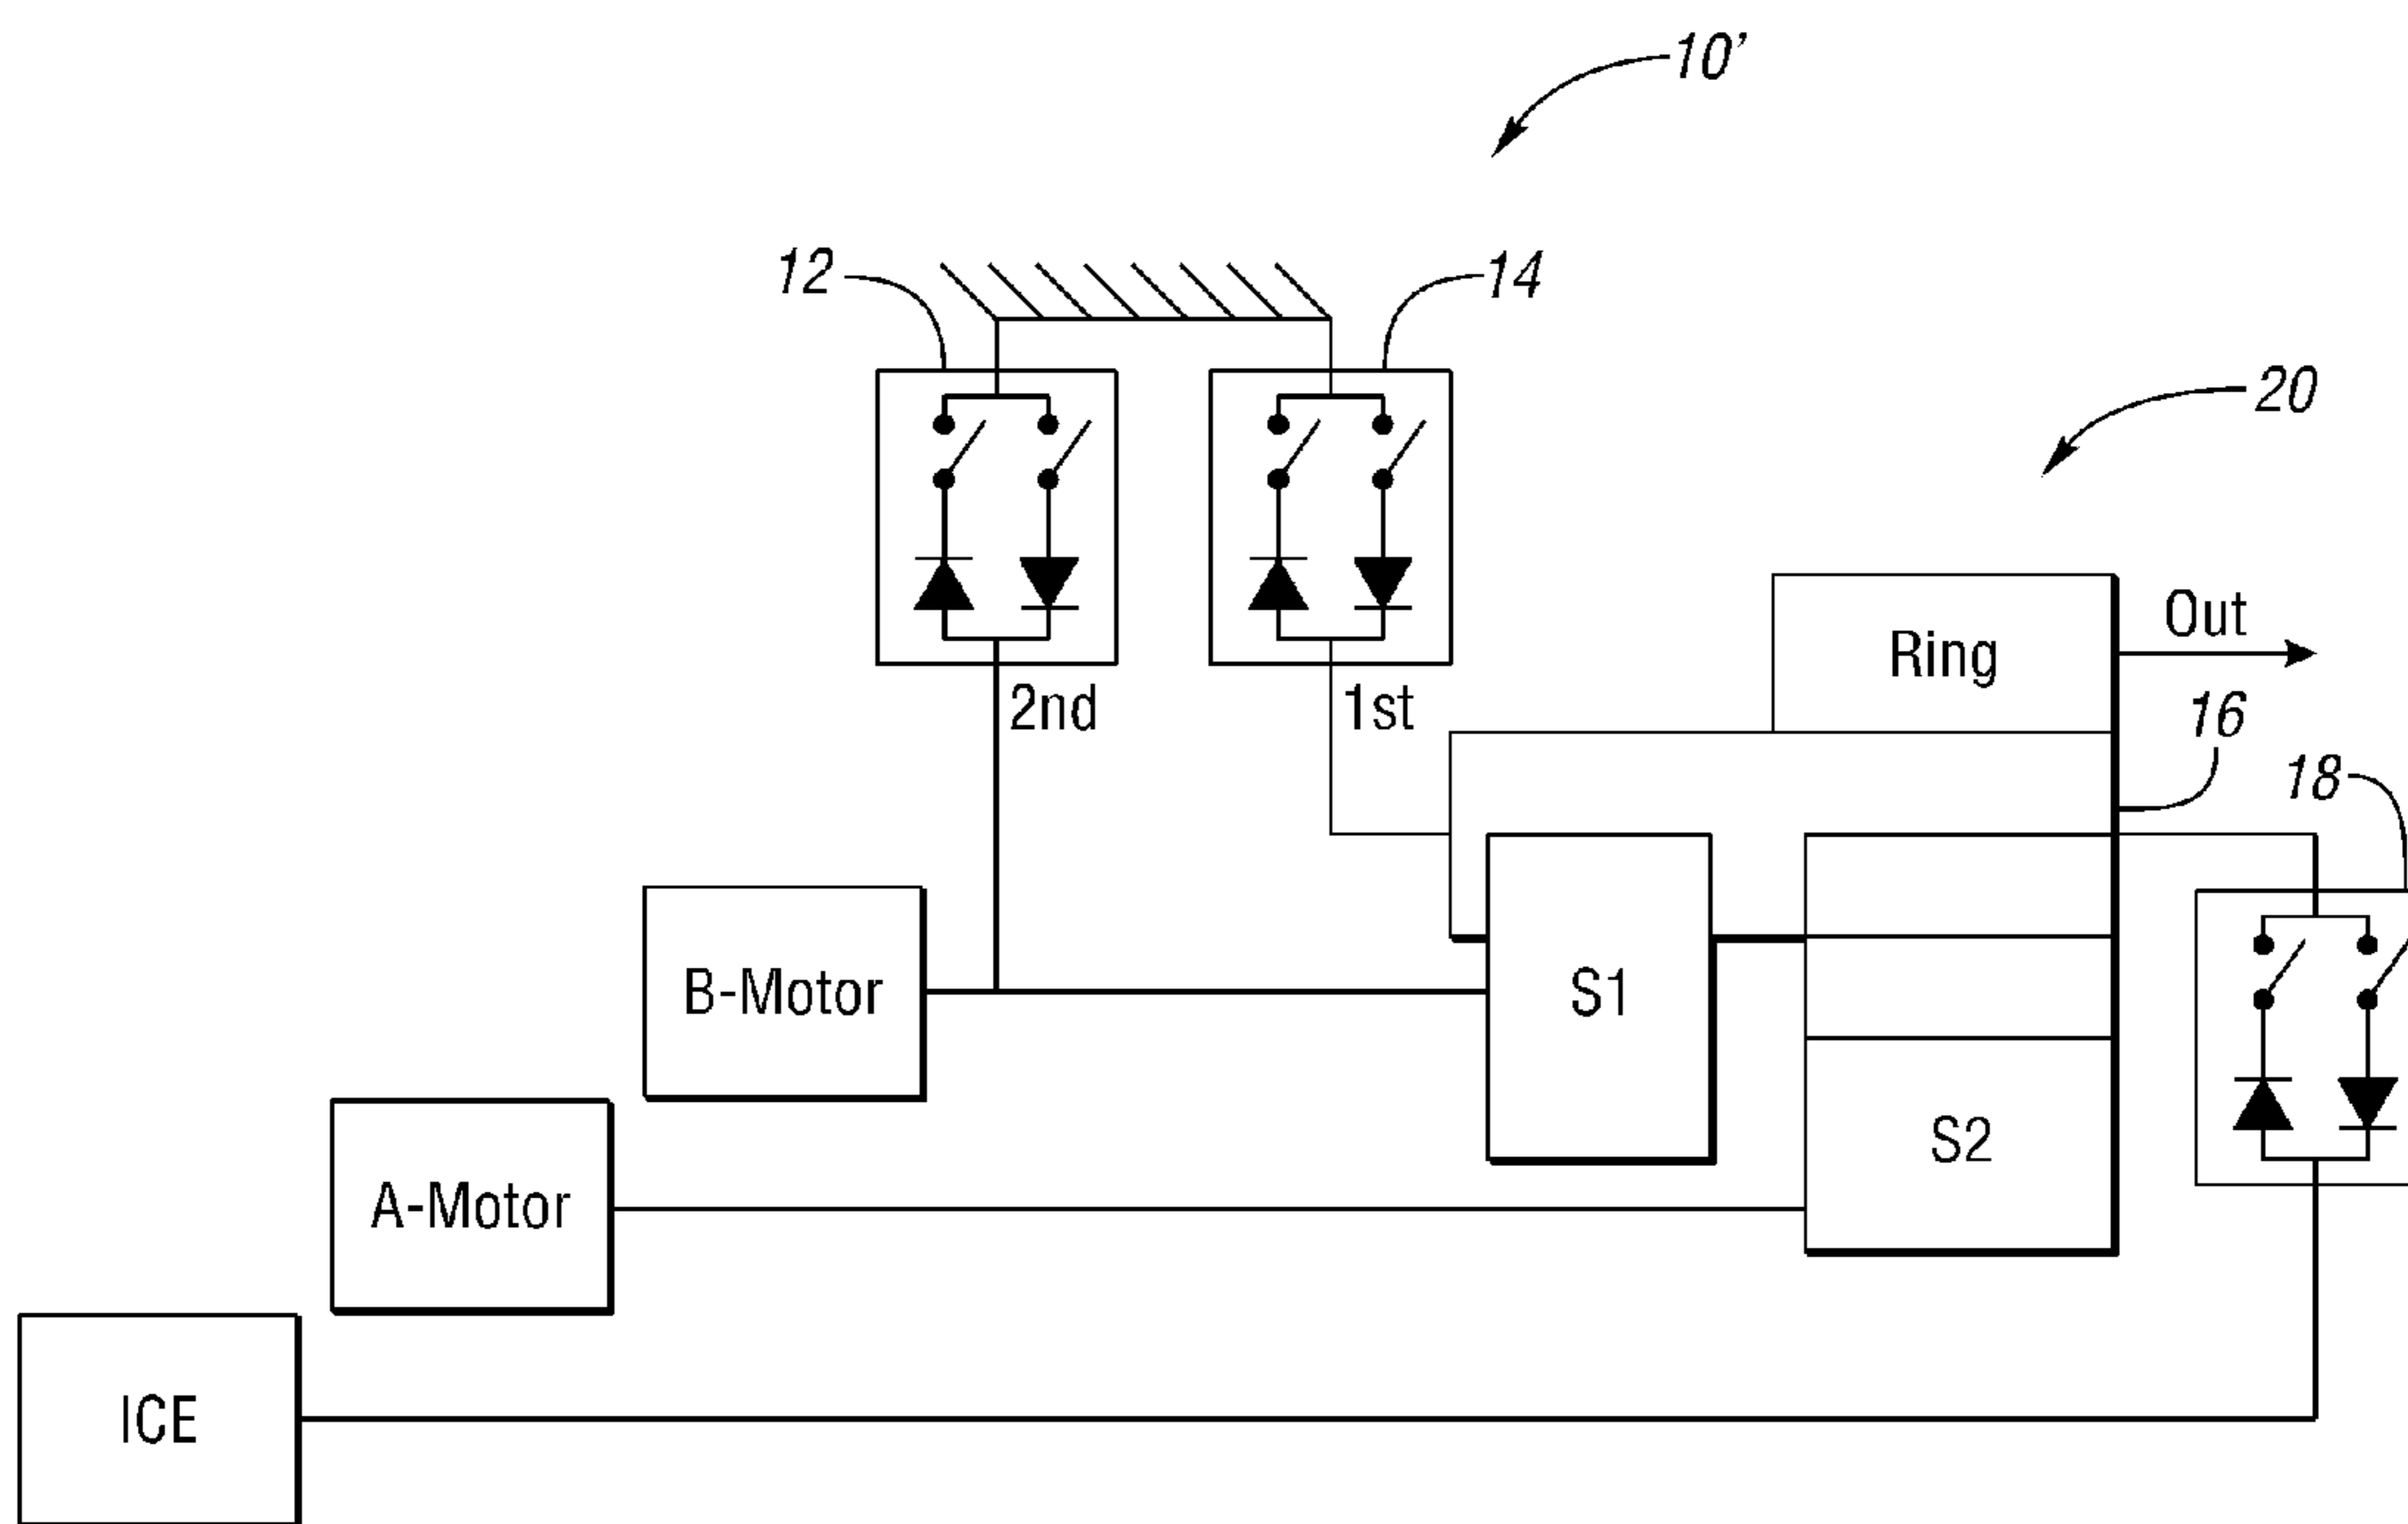 10’
12
14
20
Out
Ring
2nd
1st
16
18
B-Motor
S1
A-Motor
S2
ICE